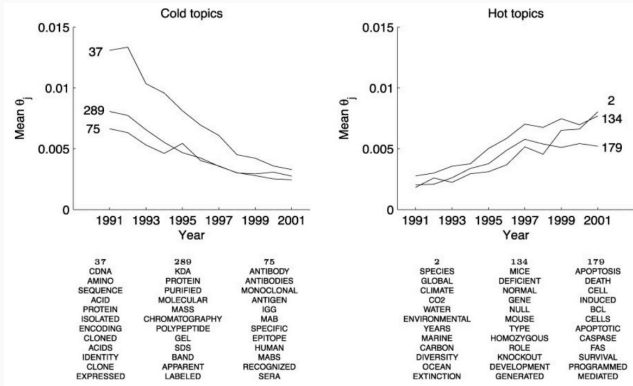 Cold topics
0.015
0.01
0.005
0
Mean θj
37
289
75
1991 1993 1995 1997 1999 2001
Year
Hot topics
0.015
0.01
0.005
0
Mean θj
2
134
179
1991 1993 1995 1997 1999 2001
Year
37 289 75
CDNA KDA ANTIBODY
AMINO PROTEIN ANTIBODIES
SEQUENCE PURIFIED MONOCLONAL
ACID MOLECULAR ANTIGEN
PROTEIN MASS IGG
ISOLATED CHROMATOGRAPHY MAB
ENCODING POLYPEPTIDE SPECIFIC
CLONED GEL EPITOPE
ACIDS SDS HUMAN
IDENTITY BAND MABS
CLONE APPARENT RECOGNIZED
EXPRESSED LABELED SERA
2 134 179
SPECIES MICE APOPTOSIS
GLOBAL DEFICIENT DEATH
CLIMATE NORMAL CELL
CO2 GENE INDUCED
WATER NULL BCL
ENVIRONMENTAL MOUSE CELLS
YEARS TYPE APOPTOTIC
MARINE HOMOZYGOUS CASPASE
CARBON ROLE FAS
DIVERSITY KNOCKOUT SURVIVAL
OCEAN DEVELOPMENT PROGRAMMED
EXTINCTION GENERATED MEDIATED